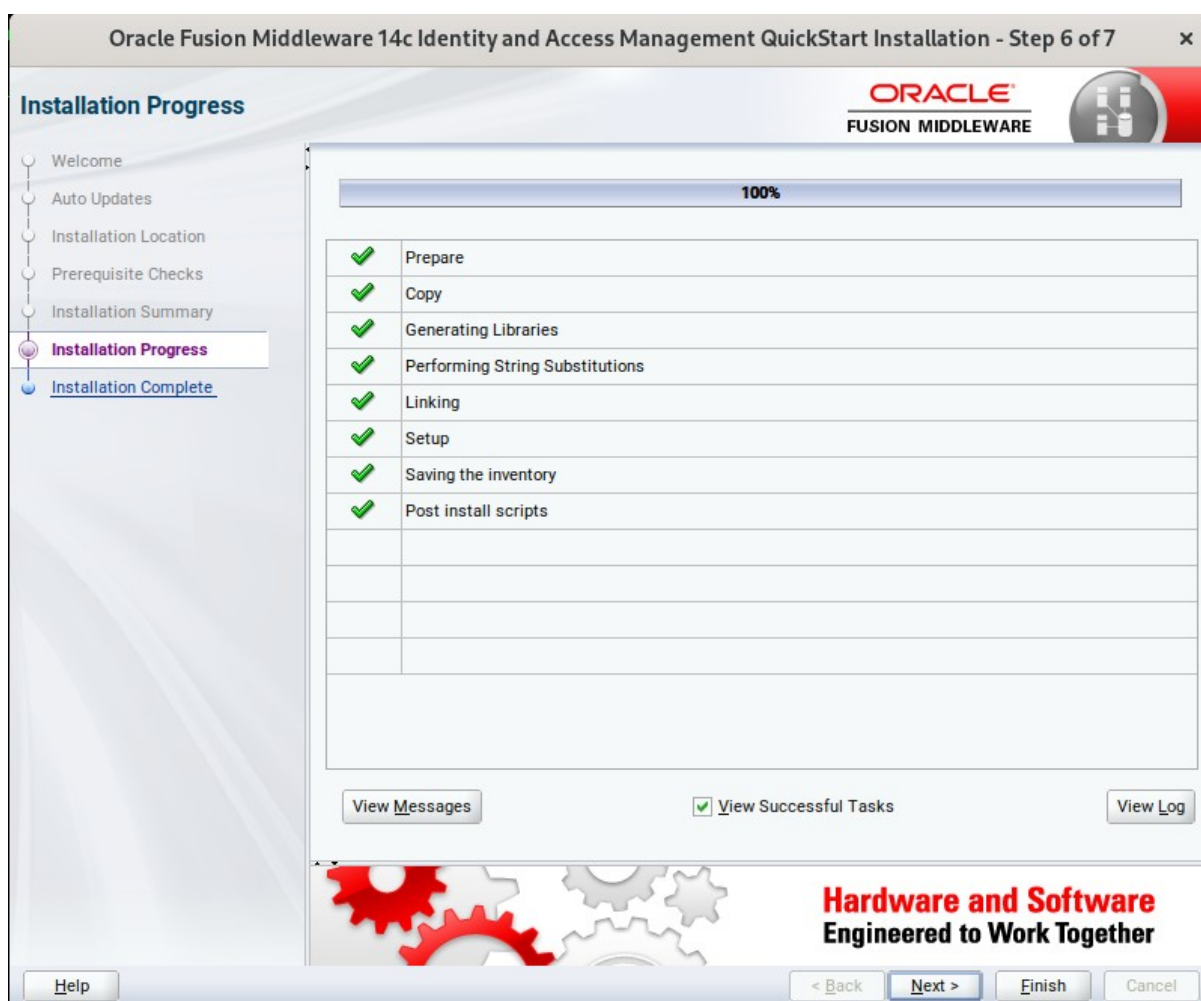 Oracle Fusion Middleware 14c Identity and Access Management QuickStart Installation - Step 6 of 7
Installation Progress
ORACLE
FUSION MIDDLEWARE
Welcome
Auto Updates
Installation Location
Prerequisite Checks
Installation Summary
Installation Progress
Installation Complete
100%
Prepare
Copy
Generating Libraries
Performing String Substitutions
Linking
Setup
Saving the inventory
Post install scripts
View Messages
View Successful Tasks
View Log
Hardware and Software
Engineered to Work Together
Help
< Back
Next >
Finish
Cancel